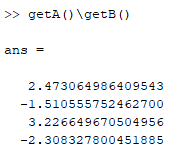 >> getA()\getB()
ans =
2.473064986409543
-1.510555752462700
3.226649670504956
-2.308327800451885